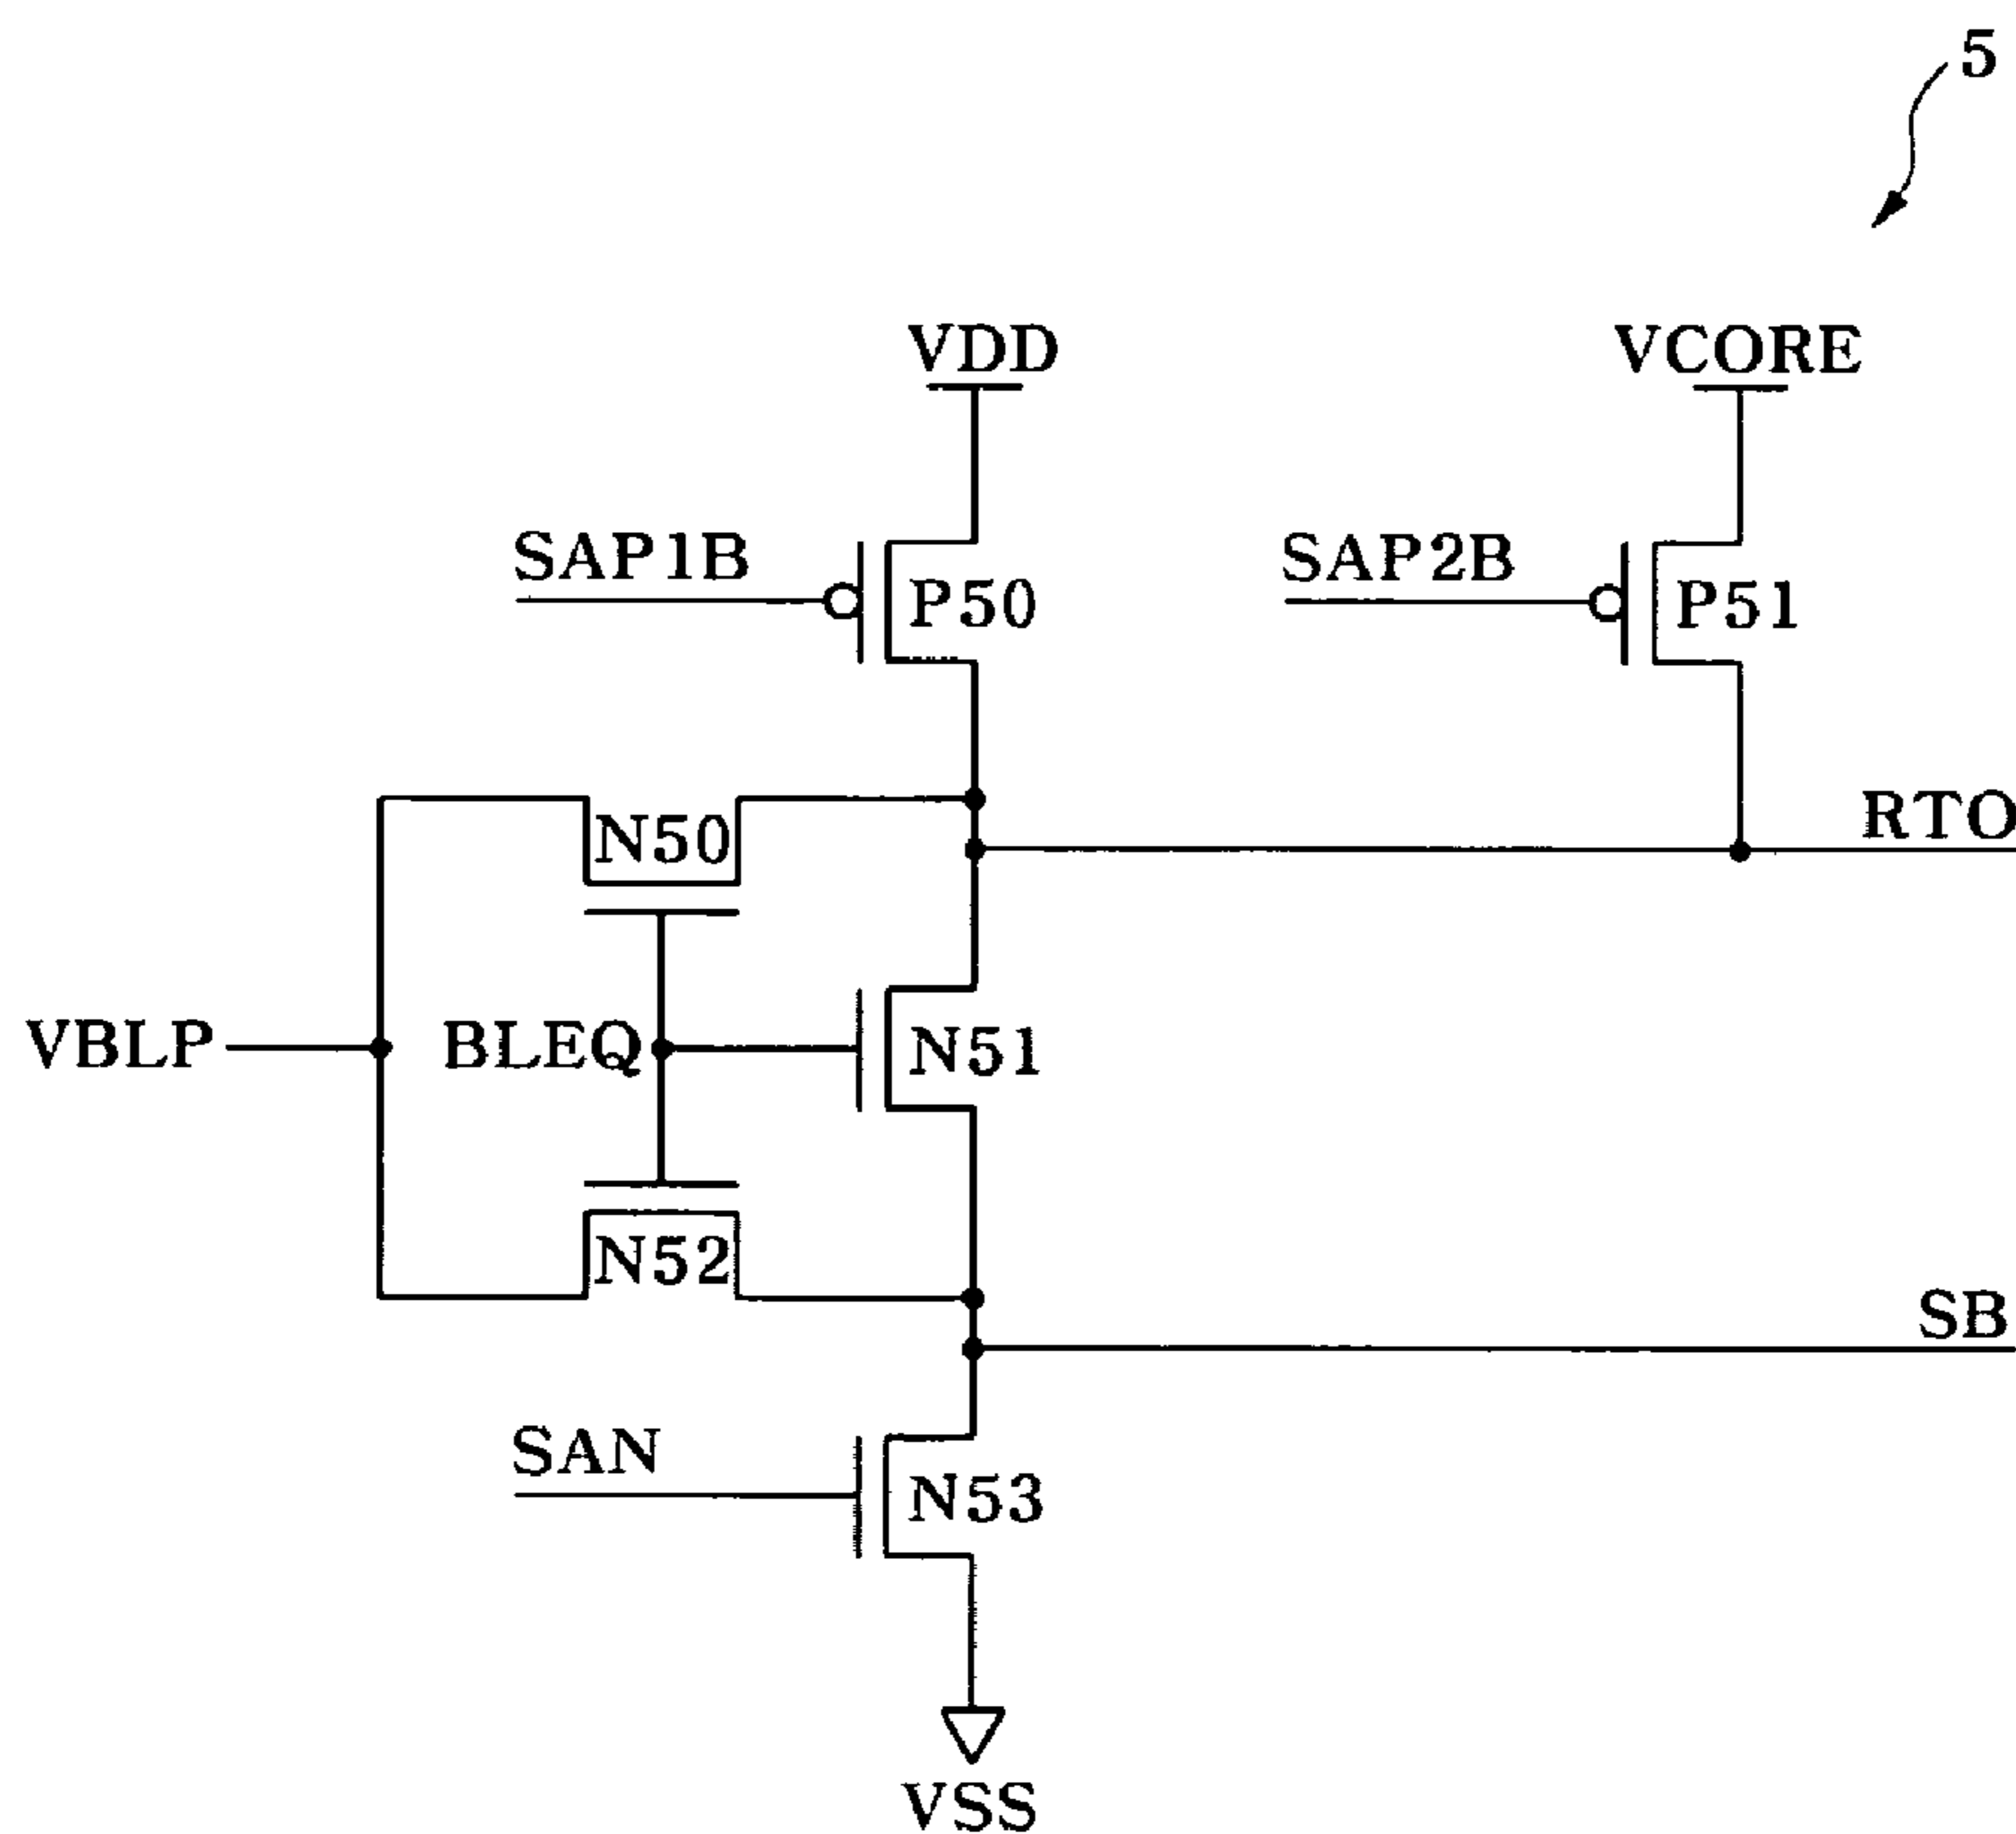 5
VDD
VCORE
SAP1B
P50
SAP2B
P51
RTO
N50
VBLP
BLEQ
N51
N52
SB
SAN
N53
VSS